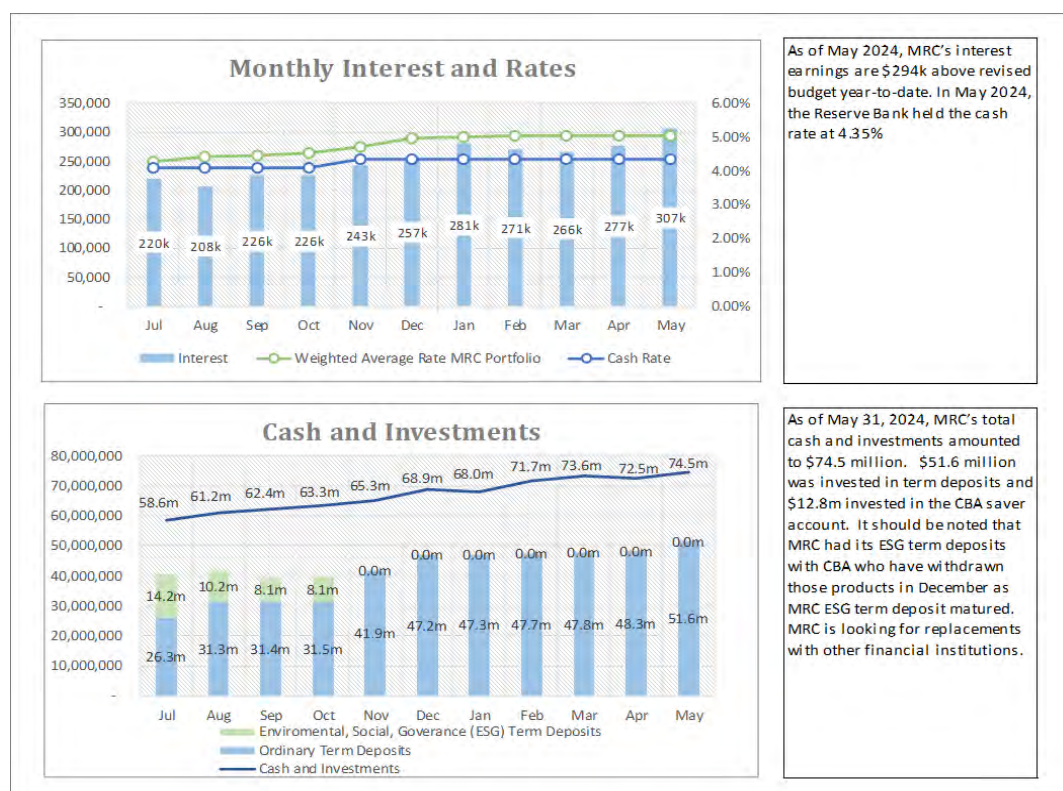 Monthly Interest and Rates
350,000
300,000
250,000
200,000
150,000
100,000
50,000
-
6.00%
5.00%
4.00%
3.00%
2.00%
1.00%
0.00%
220k 208k 226k 226k 243k 257k 281k 271k 266k 277k 307k
Jul Aug Sep Oct Nov Dec Jan Feb Mar Apr May
Interest Weighted Average Rate MRC Portfolio Cash Rate
As of May 2024, MRC's interest
earnings are $294k above revised
budget year-to-date. In May 2024,
the Reserve Bank held the cash
rate at 4.35%
Cash and Investments
80,000,000
70,000,000
60,000,000
50,000,000
40,000,000
30,000,000
20,000,000
10,000,000
-
58.6m 61.2m 62.4m 63.3m 65.3m 68.9m 68.0m 71.7m 73.6m 72.5m 74.5m
14.2m 10.2m 8.1m 8.1m 0.0m 0.0m 0.0m 0.0m 0.0m 0.0m 0.0m
26.3m 31.3m 31.4m 31.5m 41.9m 47.2m 47.3m 47.7m 47.8m 48.3m 51.6m
Jul Aug Sep Oct Nov Dec Jan Feb Mar Apr May
Enviromental, Social, Goverance (ESG) Term Deposits
Ordinary Term Deposits
Cash and Investments
As of May 31, 2024, MRC's total
cash and investments amounted
to $74.5 million. $51.6 million
was invested in term deposits and
$12.8m invested in the CBA saver
account. It should be noted that
MRC had its ESG term deposits
with CBA who have withdrawn
those products in December as
MRC ESG term deposit matured.
MRC is looking for replacements
with other financial institutions.